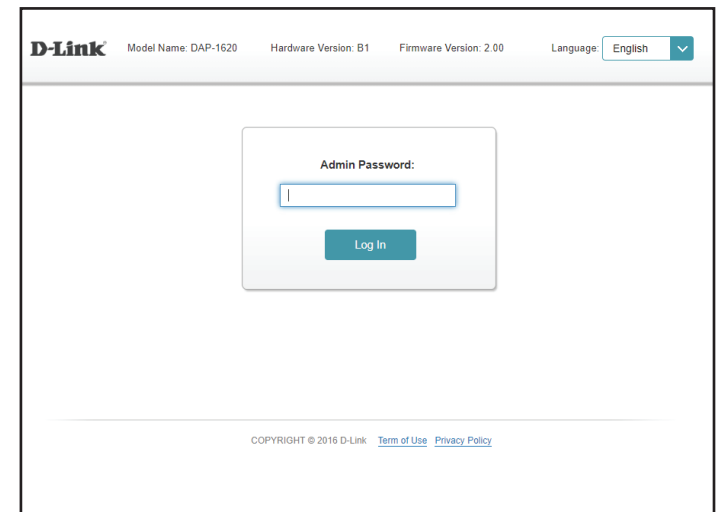 D-Link Model Name: DAP-1620 Hardware Version: B1 Firmware Version: 2.00 Language: English
Admin Password:
Log In
COPYRIGHT © 2016 D-Link Term of Use Privacy Policy